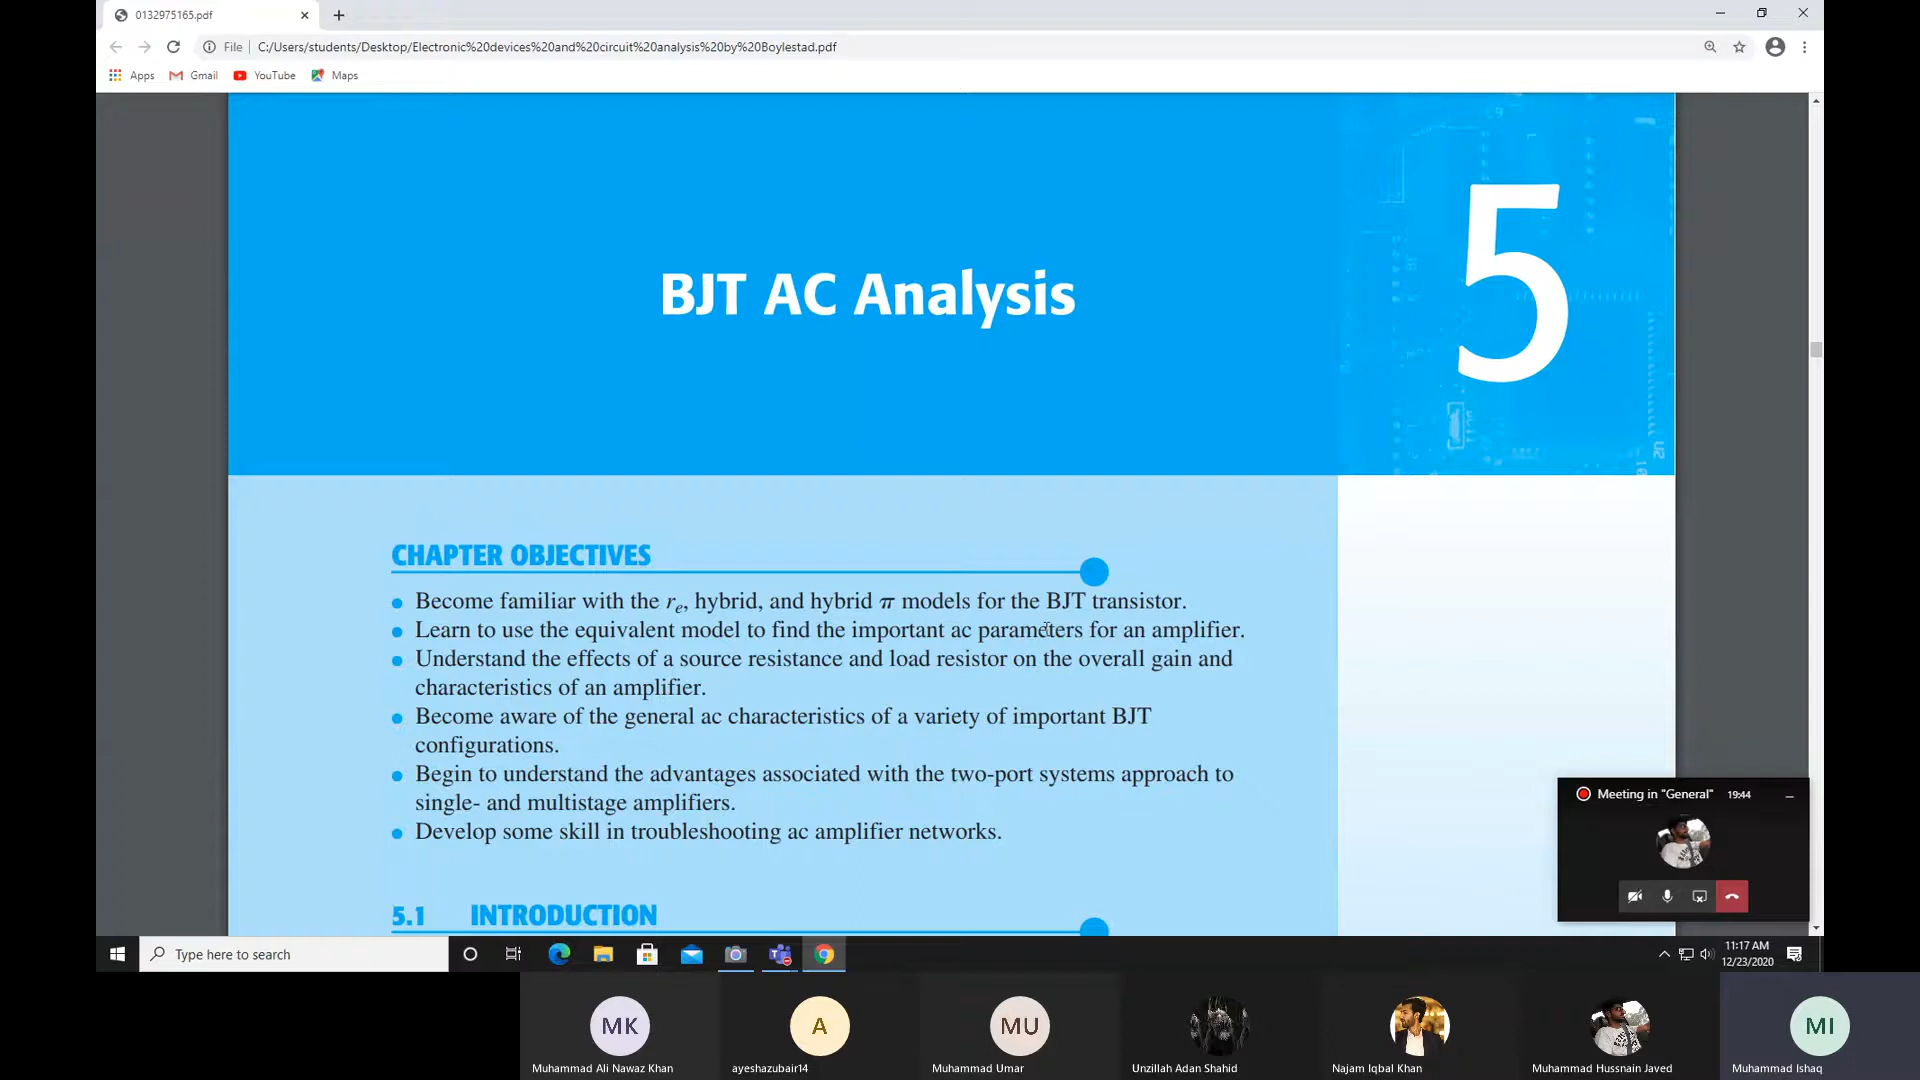 0132975165.pdf
File C:/Users/students/Desktop/Electronic%20devices%20and%20circuit%20analysis%20by%20Boylestad.pdf
Apps Gmail YouTube Maps
5
BJT AC Analysis
CHAPTER OBJECTIVES
● Become familiar with the re, hybrid, and hybrid π models for the BJT transistor.
● Learn to use the equivalent model to find the important ac parameters for an amplifier.
● Understand the effects of a source resistance and load resistor on the overall gain and
characteristics of an amplifier.
● Become aware of the general ac characteristics of a variety of important BJT
configurations.
● Begin to understand the advantages associated with the two-port systems approach to
single- and multistage amplifiers.
● Develop some skill in troubleshooting ac amplifier networks.
5.1 INTRODUCTION
Meeting in "General" 19:44
Type here to search
11:17 AM
12/23/2020
MK
A
MU
MI
Muhammad Ali Nawaz Khan
ayeshazubair14
Muhammad Umar
Unzillah Adan Shahid
Najam Iqbal Khan
Muhammad Hussnain Javed
Muhammad Ishaq